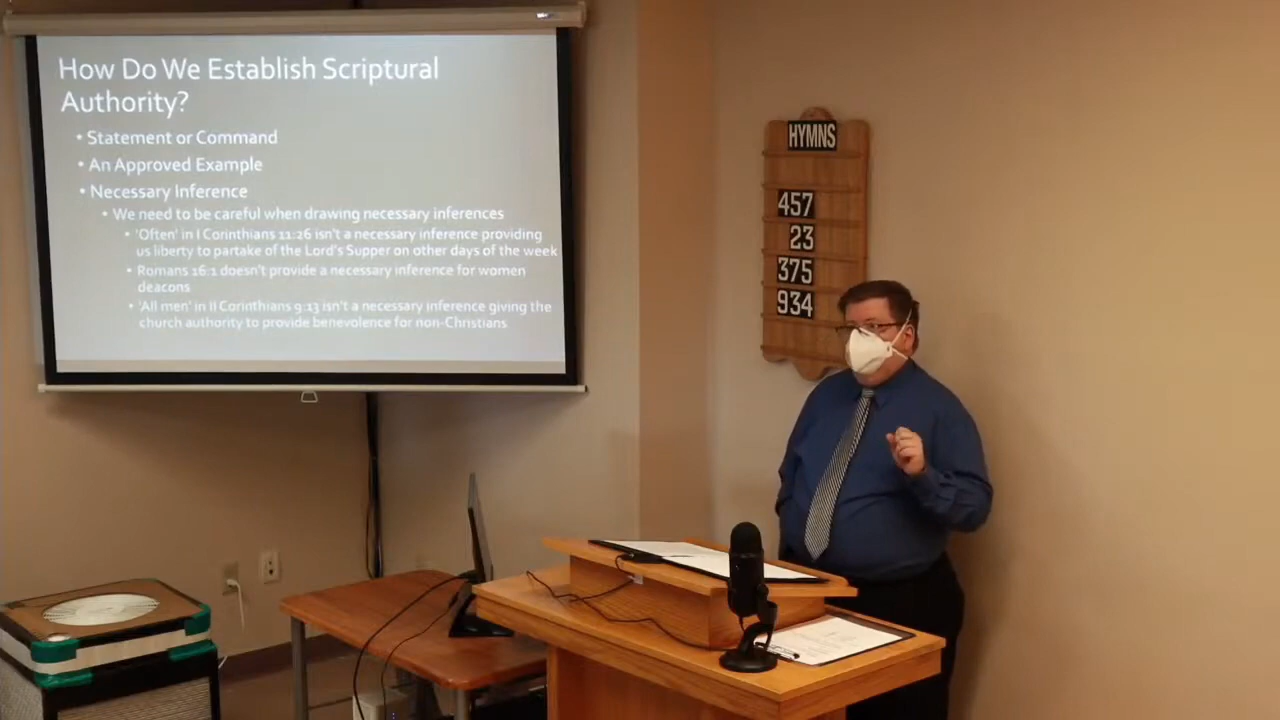 How Do We Establish Scriptural
Authority?
• Statement or Command
• An Approved Example
• Necessary Inference
• We need to be careful when drawing necessary inferences
• 'Often' in I Corinthians 11:26 isn't a necessary inference providing
us liberty to partake of the Lord's Supper on other days of the week
• Romans 16:1 doesn't provide a necessary inference for women
deacons
• 'All men' in II Corinthians 9:13 isn't a necessary inference giving the
church authority to provide benevolence for non-Christians
HYMNS
457
23
375
934